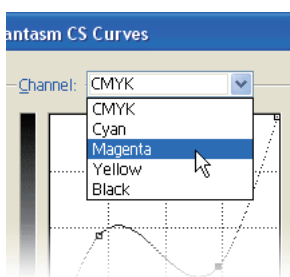 antasm CS Curves
Channel: CMYK
CMYK
Cyan
Magenta
Yellow
Black